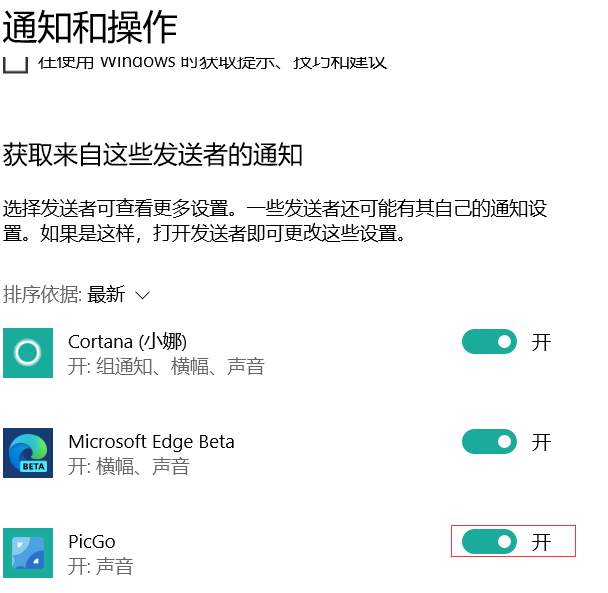 通知和操作
在使用 Windows 时获取提示、技巧和建议
获取来自这些发送者的通知
选择发送者可查看更多设置。一些发送者还可能有其自己的通知设
置。如果是这样，打开发送者即可更改这些设置。
排序依据: 最新
Cortana (小娜)
开: 组通知、横幅、声音
开
BETA
Microsoft Edge Beta
开: 横幅、声音
开
PicGo
开: 声音
开